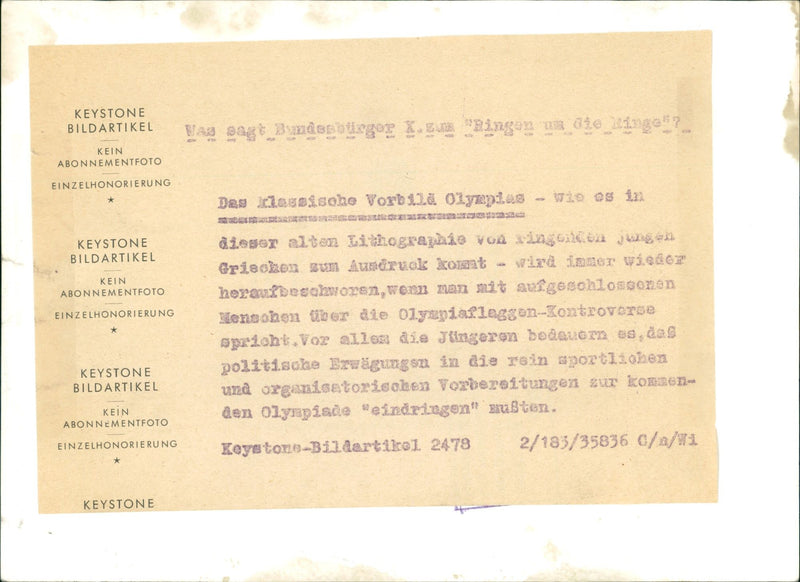 KEYSTONE
BILDARTIKEL
KEIN
ABONNEMENTFOTO
EINZELHONORIERUNG
★
KEYSTONE
BILDARTIKEL
KEIN
ABONNEMENTFOTO
EINZELHONORIERUNG
★
KEYSTONE
BILDARTIKEL
KEIN
ABONNEMENTFOTO
EINZELHONORIERUNG
★
KEYSTONE
Was sagt Bundesbürger X.zum "Ringen um die Ringe"?
Das klassische Vorbild Olympias - wie es in
dieser alten Lithographie von ringenden jungen
Griechen zum Ausdruck kommt - wird immer wieder
heraufbeschworen,wenn man mit aufgeschlossenen
Menschen über die Olympiaflaggen-Kontroverse
spricht.Vor allem die Jüngeren bedauern es,daß
politische Erwägungen in die rein sportlichen
und organisatorischen Vorbereitungen zur kommen-
den Olympiade "eindringen" mußten.
Keystone-Bildartikel 2478 2/183/35836 C/n/Wi